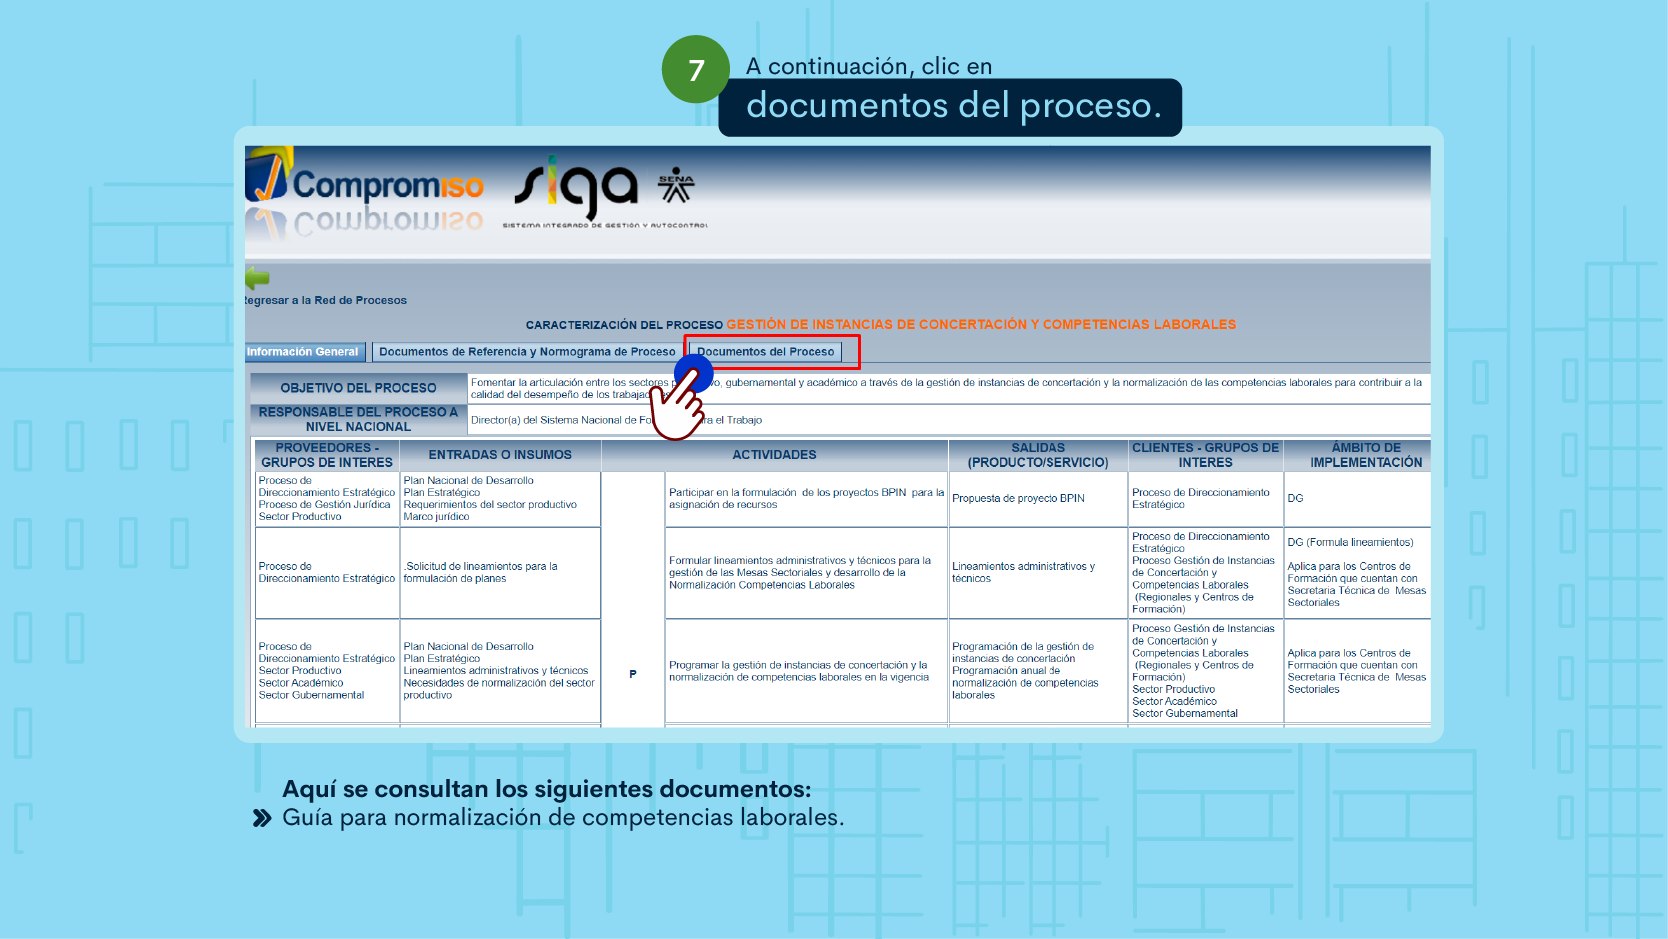 7
A continuación, clic en
documentos del proceso.
Compromiso
siga
SENA
SISTEMA INTEGRADO DE GESTIÓN Y AUTOCONTROL
Regresar a la Red de Procesos
CARACTERIZACIÓN DEL PROCESO GESTIÓN DE INSTANCIAS DE CONCERTACIÓN Y COMPETENCIAS LABORALES
Información General
Documentos de Referencia y Normograma de Proceso
Documentos del Proceso
OBJETIVO DEL PROCESO
Fomentar la articulación entre los sectores, gubernamental y académico a través de la gestión de instancias de concertación y la normalización de las competencias laborales para contribuir a la
calidad del desempeño de los
RESPONSABLE DEL PROCESO A
NIVEL NACIONAL
Director(a) del Sistema Nacional de el Trabajo
PROVEEDORES -
GRUPOS DE INTERES
ENTRADAS O INSUMOS
ACTIVIDADES
SALIDAS
(PRODUCTO/SERVICIO)
CLIENTES - GRUPOS DE
INTERES
ÁMBITO DE
IMPLEMENTACIÓN
Proceso de
Direccionamiento Estratégico
Proceso de Gestión Jurídica
Sector Productivo
Plan Nacional de Desarrollo
Plan Estratégico
Requerimientos del sector productivo
Marco jurídico
Participar en la formulación de los proyectos BPIN para la
asignación de recursos
Propuesta de proyecto BPIN
Proceso de Direccionamiento
Estratégico
DG
Proceso de
Direccionamiento Estratégico
.Solicitud de lineamientos para la
formulación de planes
Formular lineamientos administrativos y técnicos para la
gestión de las Mesas Sectoriales y desarrollo de la
Normalización Competencias Laborales
Lineamientos administrativos y
técnicos
Proceso de Direccionamiento
Estratégico
Proceso Gestión de Instancias
de Concertación y
Competencias Laborales
(Regionales y Centros de
Formación)
DG (Formula lineamientos)
Aplica para los Centros de
Formación que cuentan con
Secretaria Técnica de Mesas
Sectoriales
Proceso de
Direccionamiento Estratégico
Sector Productivo
Sector Académico
Sector Gubernamental
Plan Nacional de Desarrollo
Plan Estratégico
Lineamientos administrativos y técnicos
Necesidades de normalización del sector
productivo
P
Programar la gestión de instancias de concertación y la
normalización de competencias laborales en la vigencia
Programación de la gestión de
instancias de concertación
Programación anual de
normalización de competencias
laborales
Proceso Gestión de Instancias
de Concertación y
Competencias Laborales
(Regionales y Centros de
Formación)
Sector Productivo
Sector Académico
Sector Gubernamental
Aplica para los Centros de
Formación que cuentan con
Secretaria Técnica de Mesas
Sectoriales
Aquí se consultan los siguientes documentos:
Guía para normalización de competencias laborales.